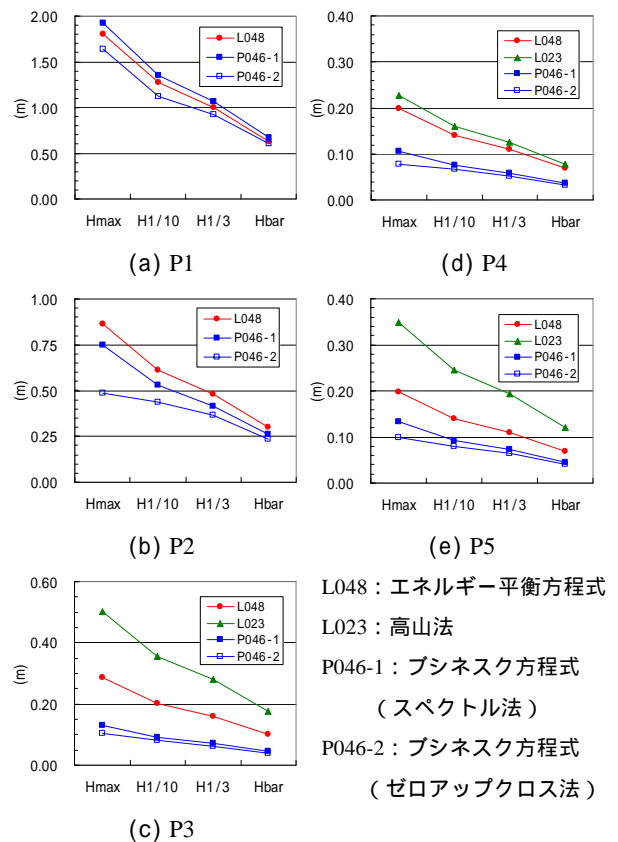 2.00
1.50
1.00
0.50
0.00
(m)
L048
P046-1
P046-2
Hmax H1/10 H1/3 Hbar
(a) P1
1.00
0.75
0.50
0.25
0.00
(m)
L048
P046-1
P046-2
Hmax H1/10 H1/3 Hbar
(b) P2
0.60
0.40
0.20
0.00
(m)
L048
L023
P046-1
P046-2
Hmax H1/10 H1/3 Hbar
(c) P3
0.40
0.30
0.20
0.10
0.00
(m)
L048
L023
P046-1
P046-2
Hmax H1/10 H1/3 Hbar
(d) P4
0.40
0.30
0.20
0.10
0.00
(m)
L048
L023
P046-1
P046-2
Hmax H1/10 H1/3 Hbar
(e) P5
L048：エネルギー平衡方程式
L023：高山法
P046-1：ブシネスク方程式
（スペクトル法）
P046-2：ブシネスク方程式
（ゼロアップクロス法）